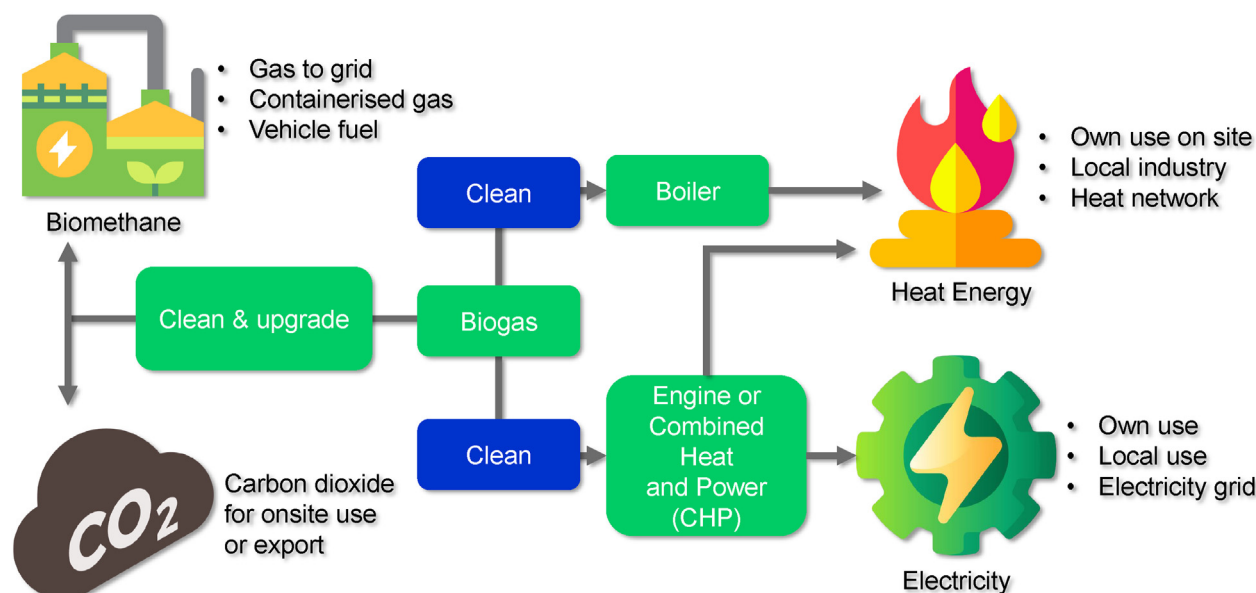 • Gas to grid
• Containerised gas
• Vehicle fuel
Biomethane
Clean
Boiler
• Own use on site
• Local industry
• Heat network
Heat Energy
Clean & upgrade
Biogas
Clean
Engine or
Combined
Heat
and Power
(CHP)
• Own use
• Local use
• Electricity grid
Electricity
CO2
Carbon dioxide
for onsite use
or export